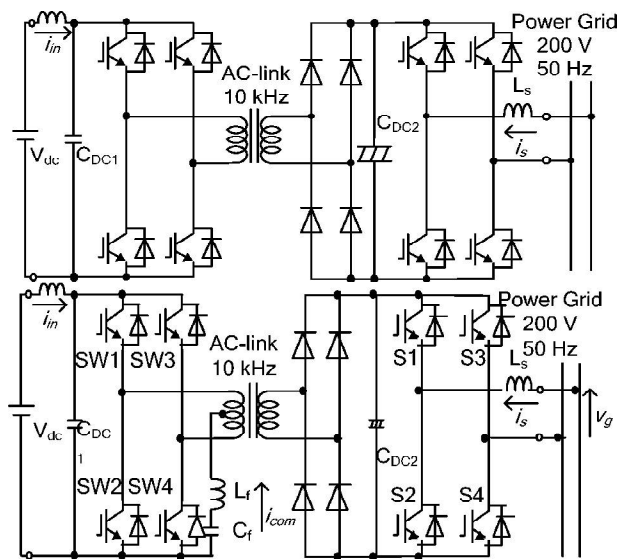 i_in
V_dc
C_DC1
AC-link
10 kHz
C_DC2
Power Grid
200 V
50 Hz
L_s
i_s
i_in
V_dc
C_DC
1
SW1
SW3
SW2
SW4
AC-link
10 kHz
L_f
C_f
i_com
C_DC2
S1
S3
S2
S4
Power Grid
200 V
50 Hz
L_s
i_s
v_g